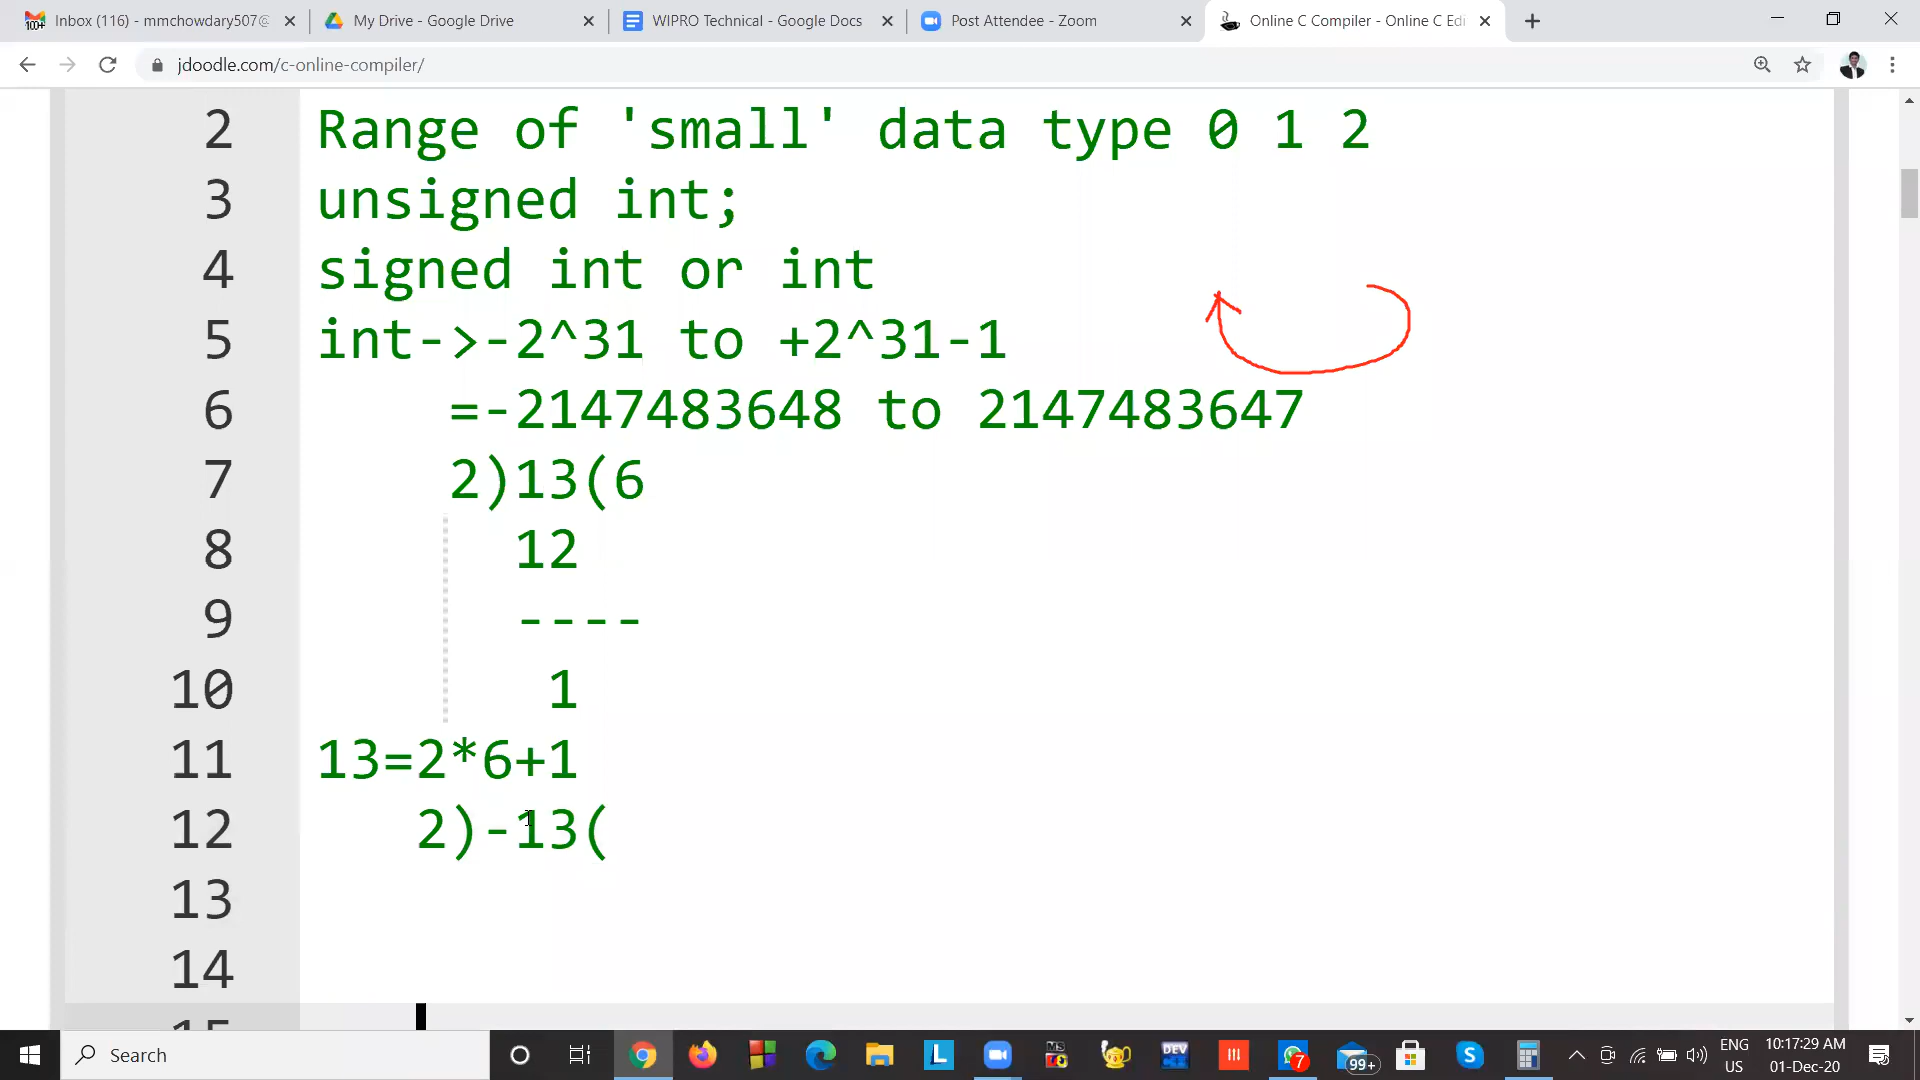 Inbox (116) - mmchowdary507@
My Drive - Google Drive
WIPRO Technical - Google Docs
Post Attendee - Zoom
Online C Compiler - Online C Edi
jdoodle.com/c-online-compiler/
2 Range of 'small' data type 0 1 2
3 unsigned int;
4 signed int or int
5 int->-2^31 to +2^31-1
6 =-2147483648 to 2147483647
7 2)13(6
8 12
9 ----
10 1
11 13=2*6+1
12 2)-13(
13
14
15
Search
7
99+
ENG
US
10:17:29 AM
01-Dec-20